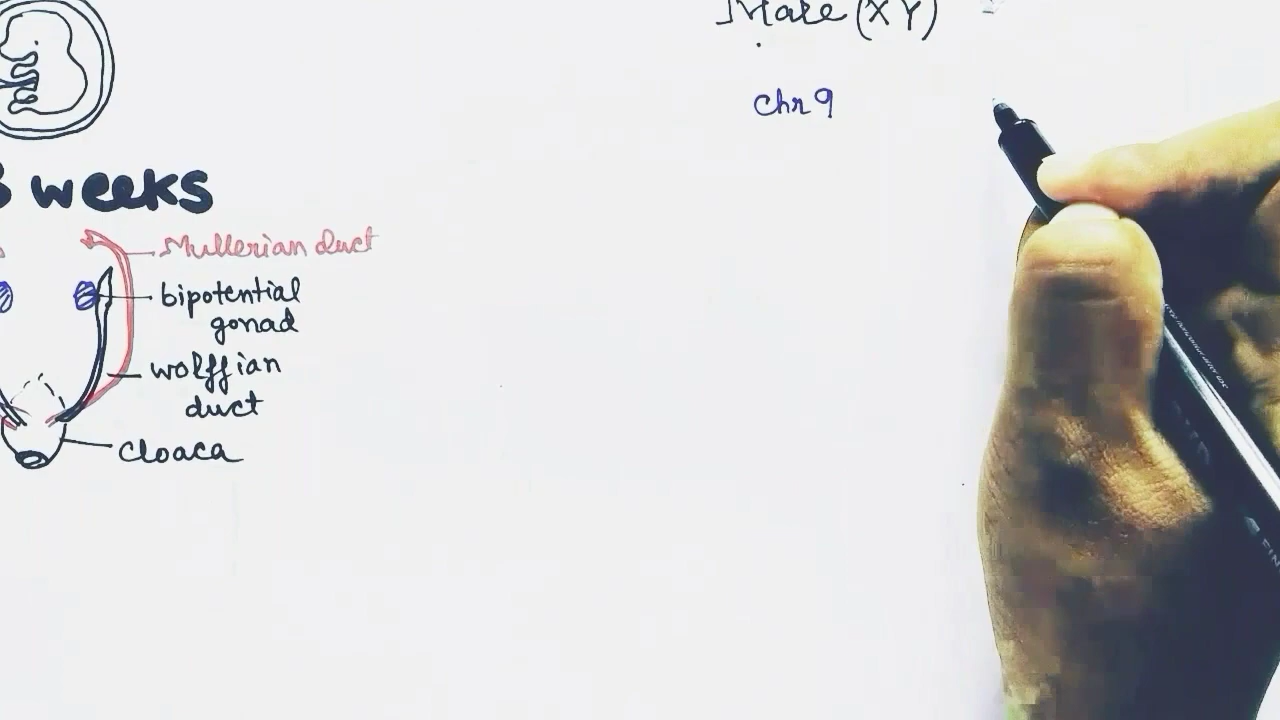 Male (XY)
chr 9
weeks
Mullerian duct
bipotential
gonad
wolffian
duct
cloaca